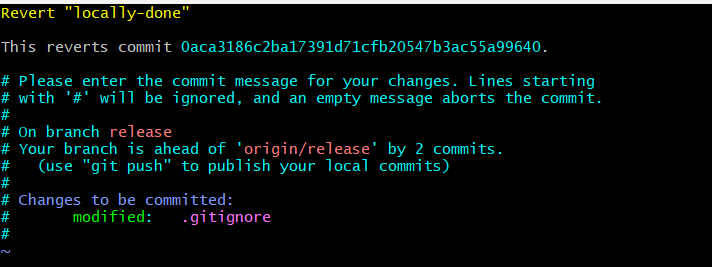 Revert "locally-done"
This reverts commit 0aca3186c2ba17391d71cfb20547b3ac55a99640.
# Please enter the commit message for your changes. Lines starting
# with '#' will be ignored, and an empty message aborts the commit.
#
# On branch release
# Your branch is ahead of 'origin/release' by 2 commits.
#   (use "git push" to publish your local commits)
#
# Changes to be committed:
#       modified:   .gitignore
#
~